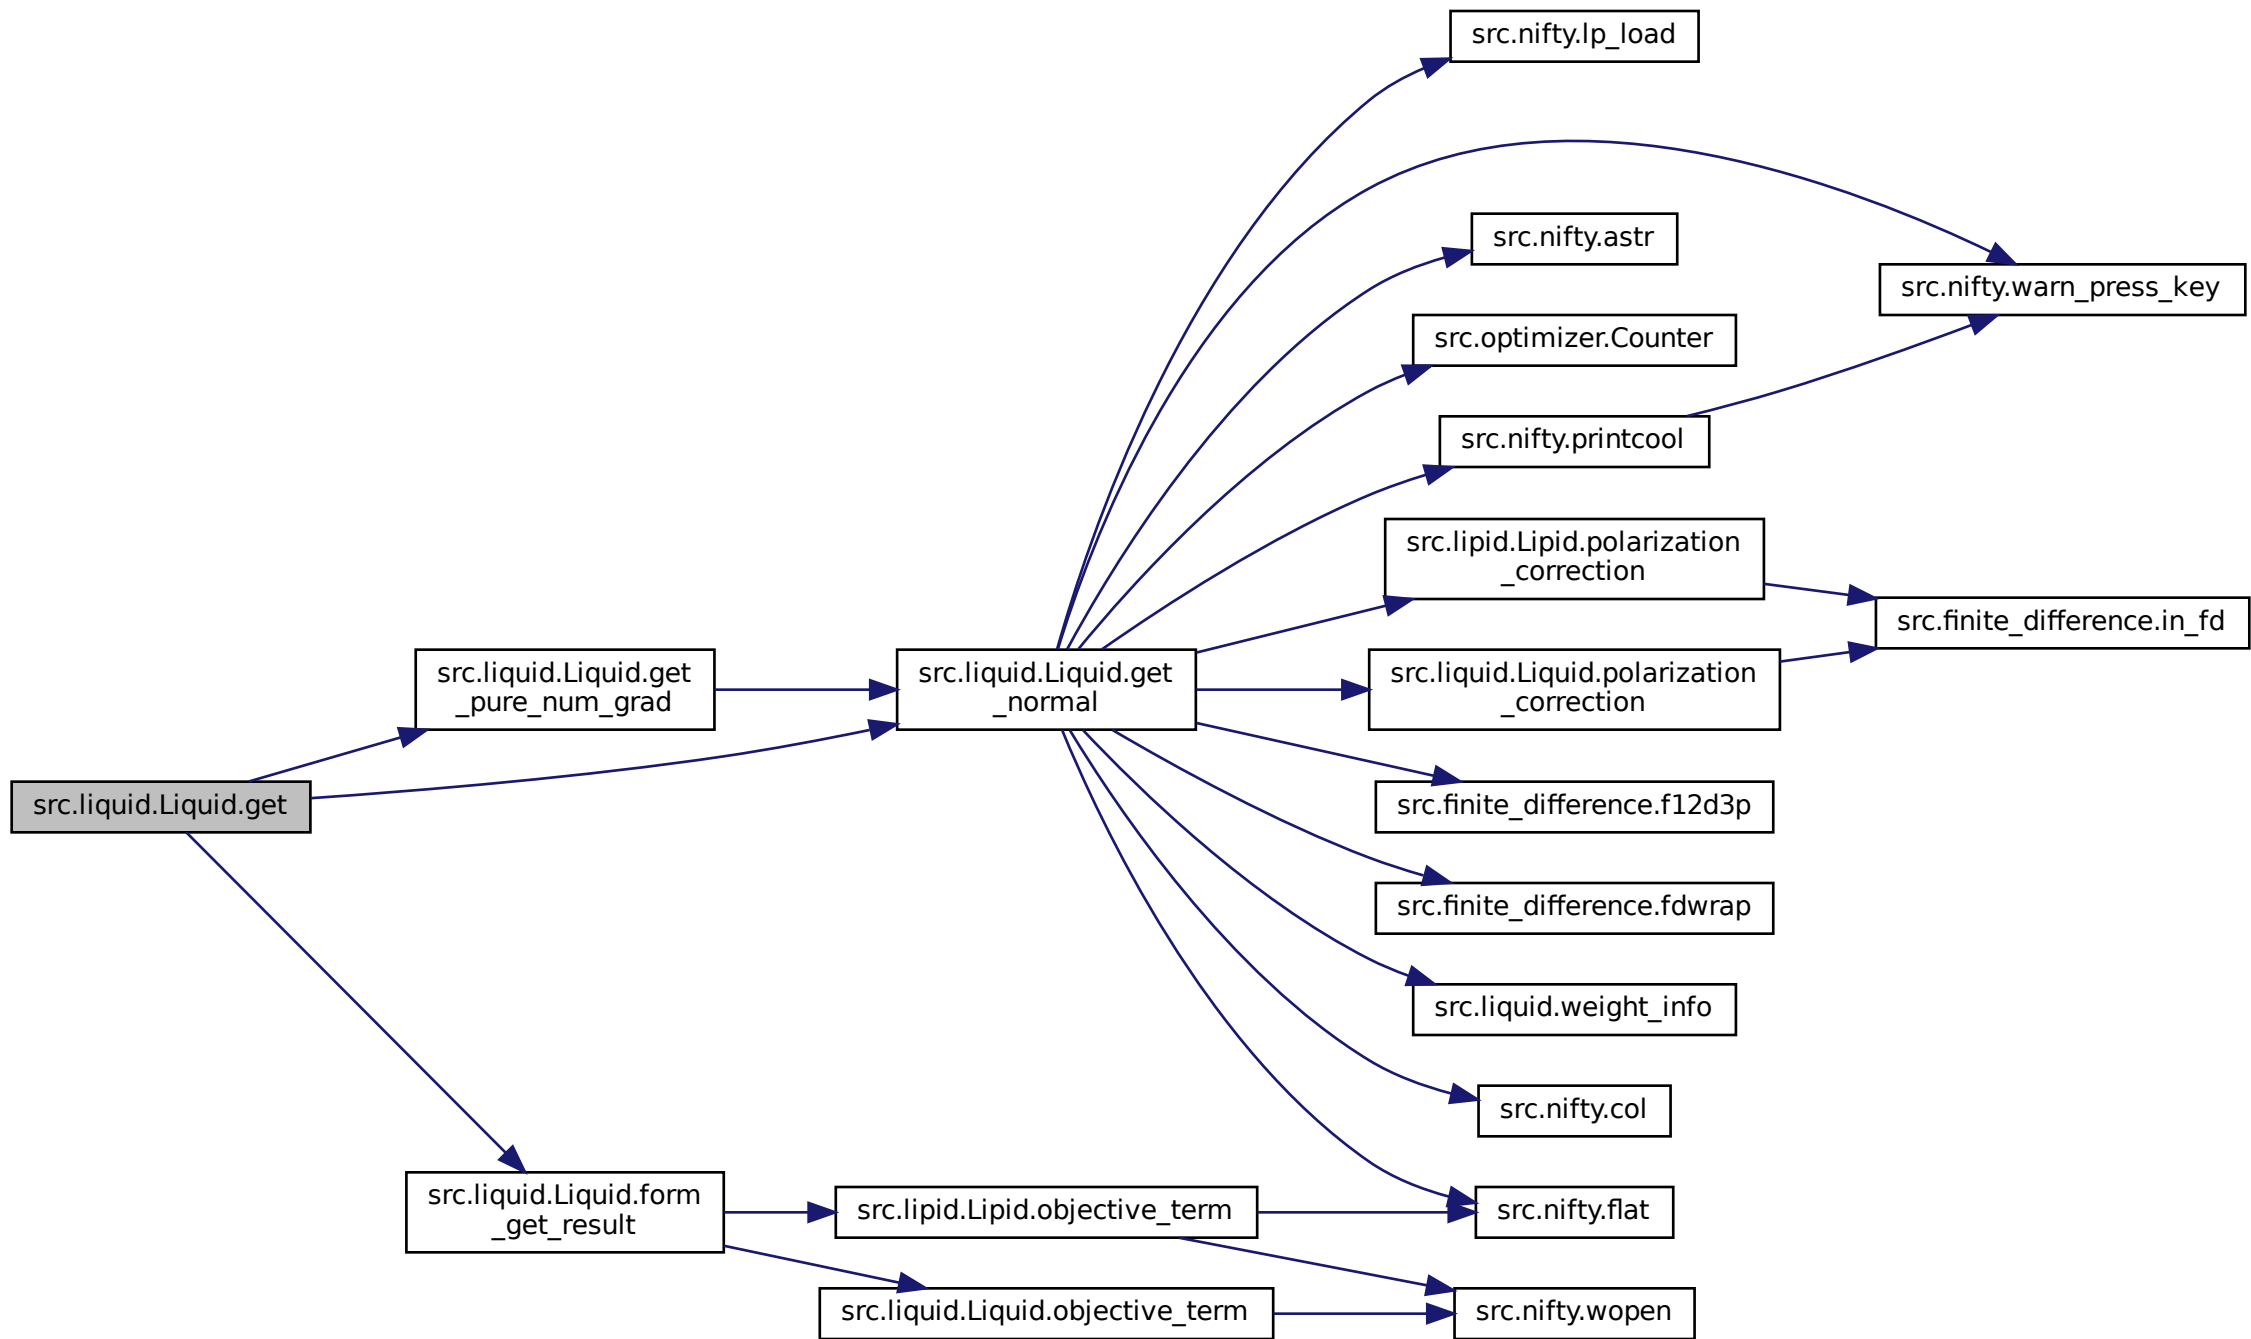 src.nifty.lp_load
src.nifty.astr
src.nifty.warn_press_key
src.optimizer.Counter
src.nifty.printcool
src.lipid.Lipid.polarization
_correction
src.finite_difference.in_fd
src.liquid.Liquid.get
_pure_num_grad
src.liquid.Liquid.get
_normal
src.liquid.Liquid.polarization
_correction
src.liquid.Liquid.get
src.finite_difference.f12d3p
src.finite_difference.fdwrap
src.liquid.weight_info
src.nifty.col
src.liquid.Liquid.form
_get_result
src.lipid.Lipid.objective_term
src.nifty.flat
src.liquid.Liquid.objective_term
src.nifty.wopen